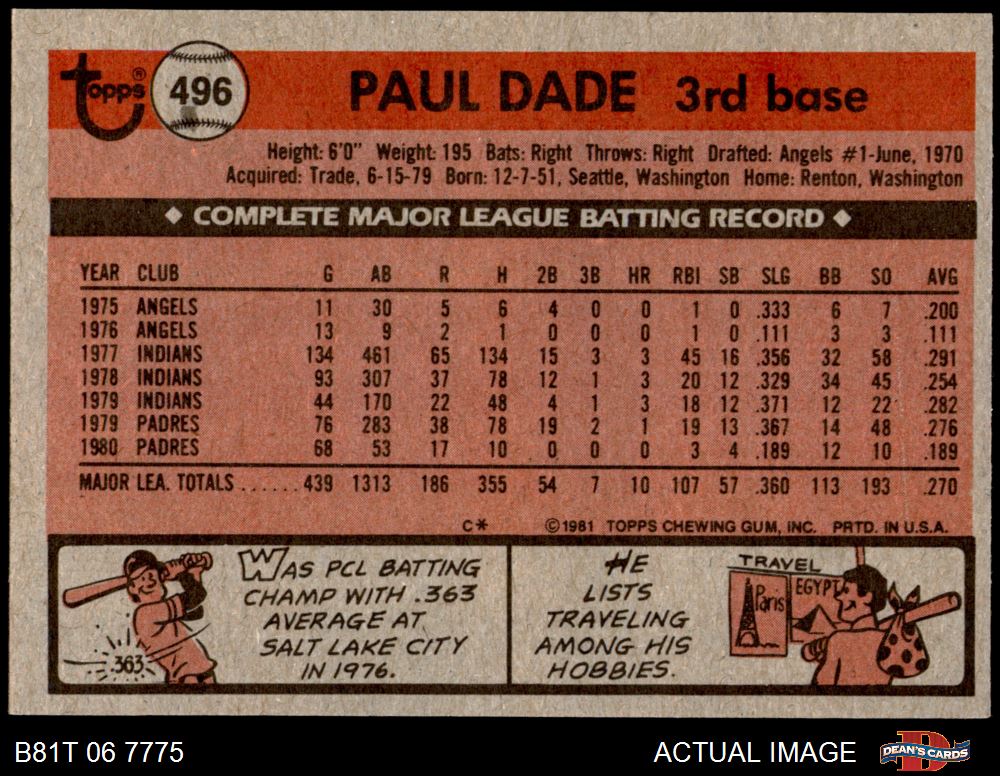 topps® 496 PAUL DADE 3rd base
Height: 6'0" Weight: 195 Bats: Right Throws: Right Drafted: Angels #1-June, 1970
Acquired: Trade, 6-15-79 Born: 12-7-51, Seattle, Washington Home: Renton, Washington
◆ COMPLETE MAJOR LEAGUE BATTING RECORD ◆
YEAR CLUB G AB R H 2B 3B HR RBI SB SLG BB SO AVG
1975 ANGELS 11 30 5 6 4 0 0 1 0 .333 6 7 .200
1976 ANGELS 13 9 2 1 0 0 0 1 0 .111 3 3 .111
1977 INDIANS 134 461 65 134 15 3 3 45 16 .356 32 58 .291
1978 INDIANS 93 307 37 78 12 1 3 20 12 .329 34 45 .254
1979 INDIANS 44 170 22 48 4 1 3 18 12 .371 12 22 .282
1979 PADRES 76 283 38 78 19 2 1 19 13 .367 14 48 .276
1980 PADRES 68 53 17 10 0 0 0 3 4 .189 12 10 .189
MAJOR LEA. TOTALS ...... 439 1313 186 355 54 7 10 107 57 .360 113 193 .270
C* ©1981 TOPPS CHEWING GUM, INC. PRTD. IN U.S.A.
WAS PCL BATTING
CHAMP WITH .363
AVERAGE AT
SALT LAKE CITY
IN 1976.
.363
HE
LISTS
TRAVELING
AMONG HIS
HOBBIES.
TRAVEL
Paris
EGYPT
B81T 06 7775 ACTUAL IMAGE D DEAN'S CARDS